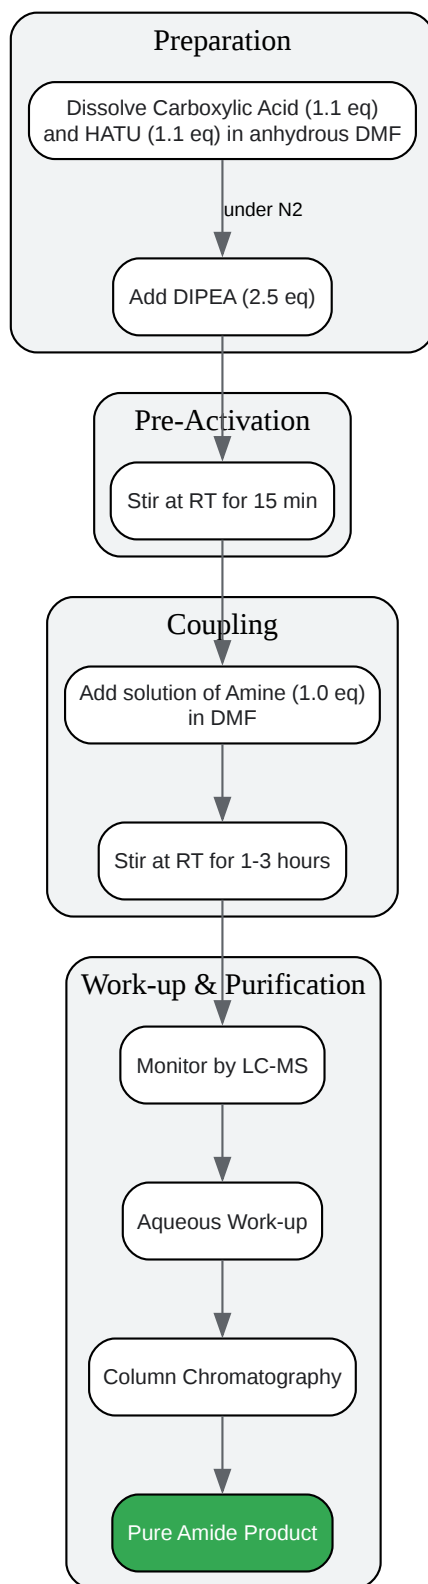 Preparation
Dissolve Carboxylic Acid (1.1 eq)
and HATU (1.1 eq) in anhydrous DMF
under N2
Add DIPEA (2.5 eq)
Pre-Activation
Stir at RT for 15 min
Coupling
Add solution of Amine (1.0 eq)
in DMF
Stir at RT for 1-3 hours
Work-up & Purification
Monitor by LC-MS
Aqueous Work-up
Column Chromatography
Pure Amide Product